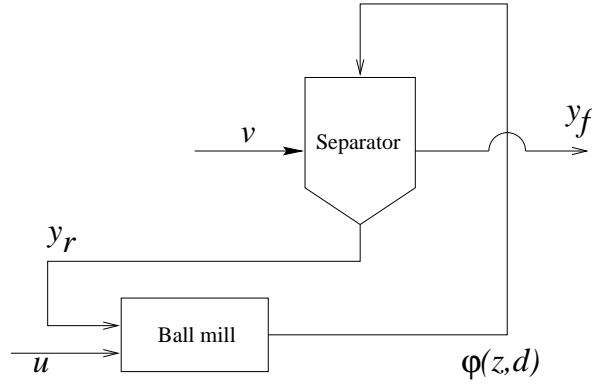 v
Separator
y_f
y_r
Ball mill
u
φ(z,d)